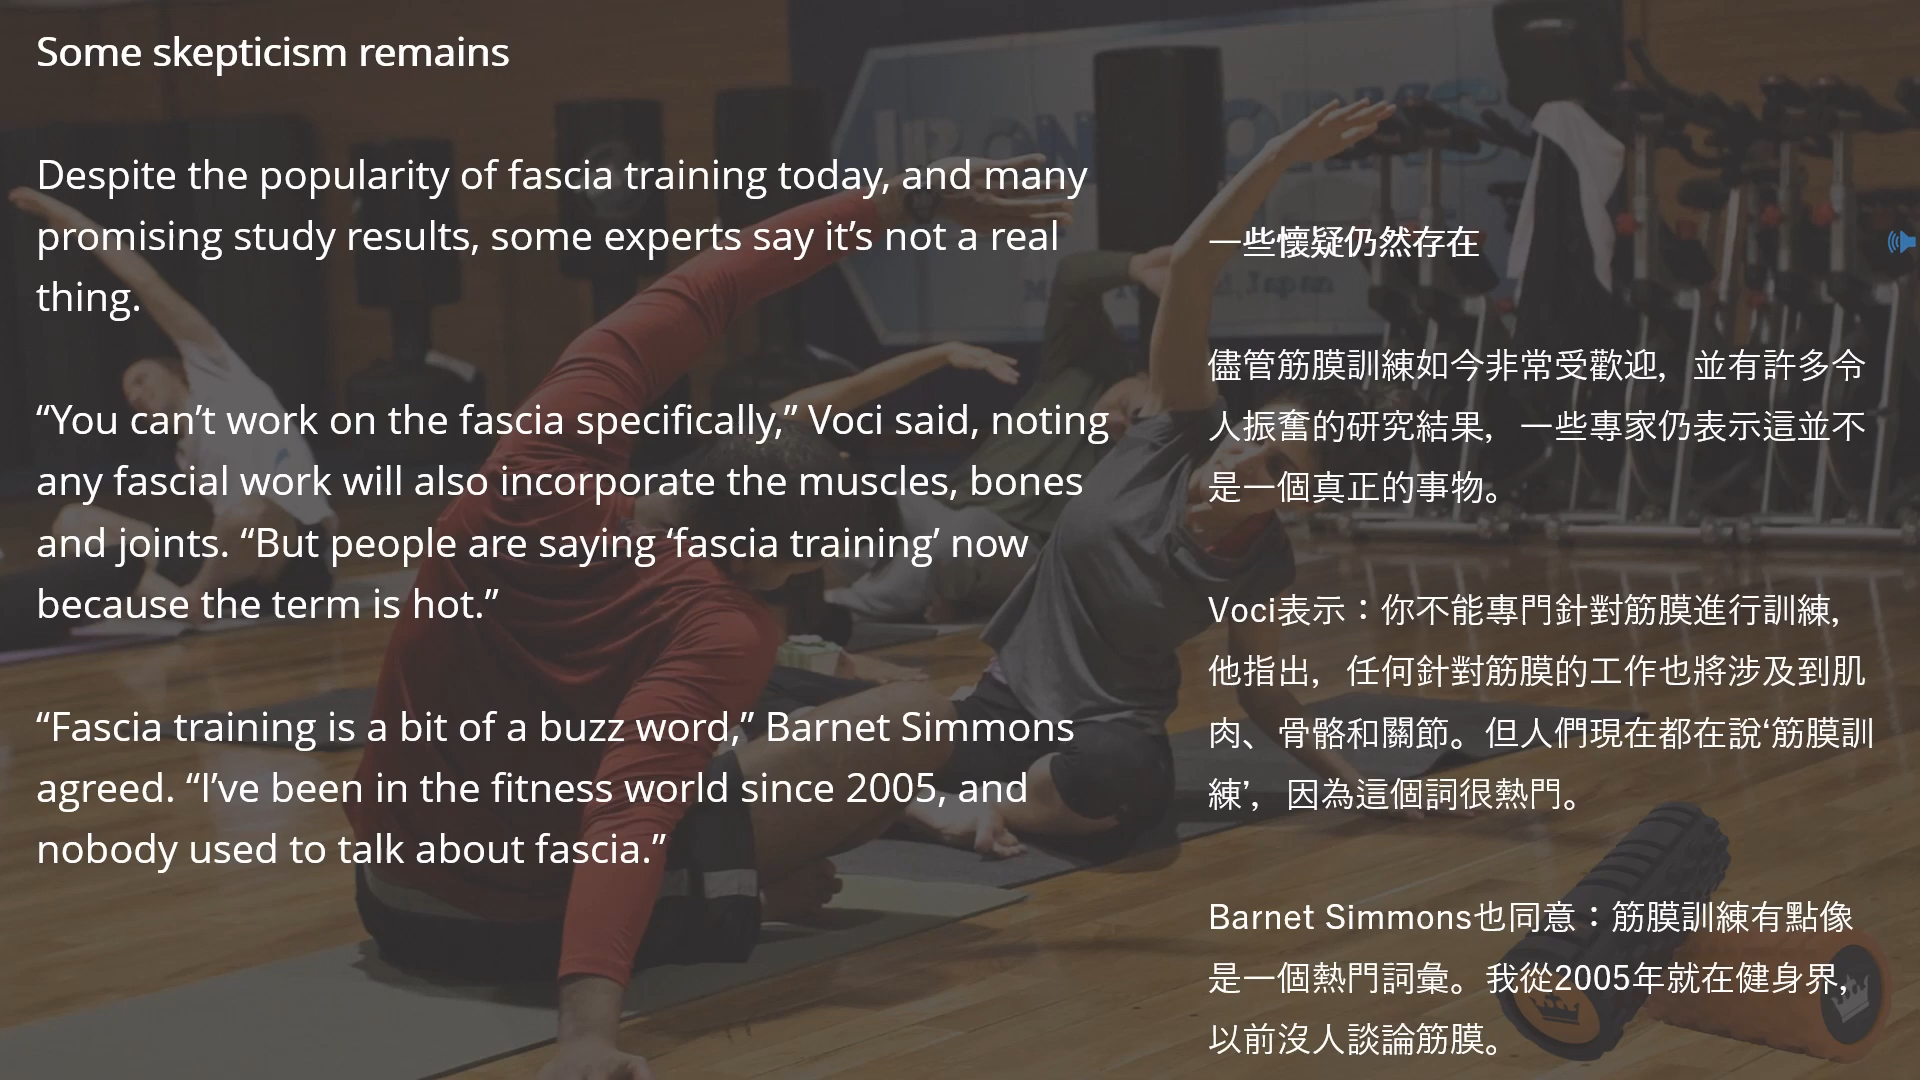 Some skepticism remains
Despite the popularity of fascia training today, and many
promising study results, some experts say it’s not a real
thing.
“You can’t work on the fascia specifically,” Voci said, noting
any fascial work will also incorporate the muscles, bones
and joints. “But people are saying ‘fascia training’ now
because the term is hot.”
“Fascia training is a bit of a buzz word,” Barnet Simmons
agreed. “I’ve been in the fitness world since 2005, and
nobody used to talk about fascia.”
一些懷疑仍然存在
儘管筋膜訓練如今非常受歡迎，並有許多令
人振奮的研究結果，一些專家仍表示這並不
是一個真正的事物。
Voci表示：你不能專門針對筋膜進行訓練，
他指出，任何針對筋膜的工作也將涉及到肌
肉、骨骼和關節。但人們現在都在說‘筋膜訓
練’，因為這個詞很熱門。
Barnet Simmons也同意：筋膜訓練有點像
是一個熱門詞彙。我從2005年就在健身界，
以前沒人談論筋膜。